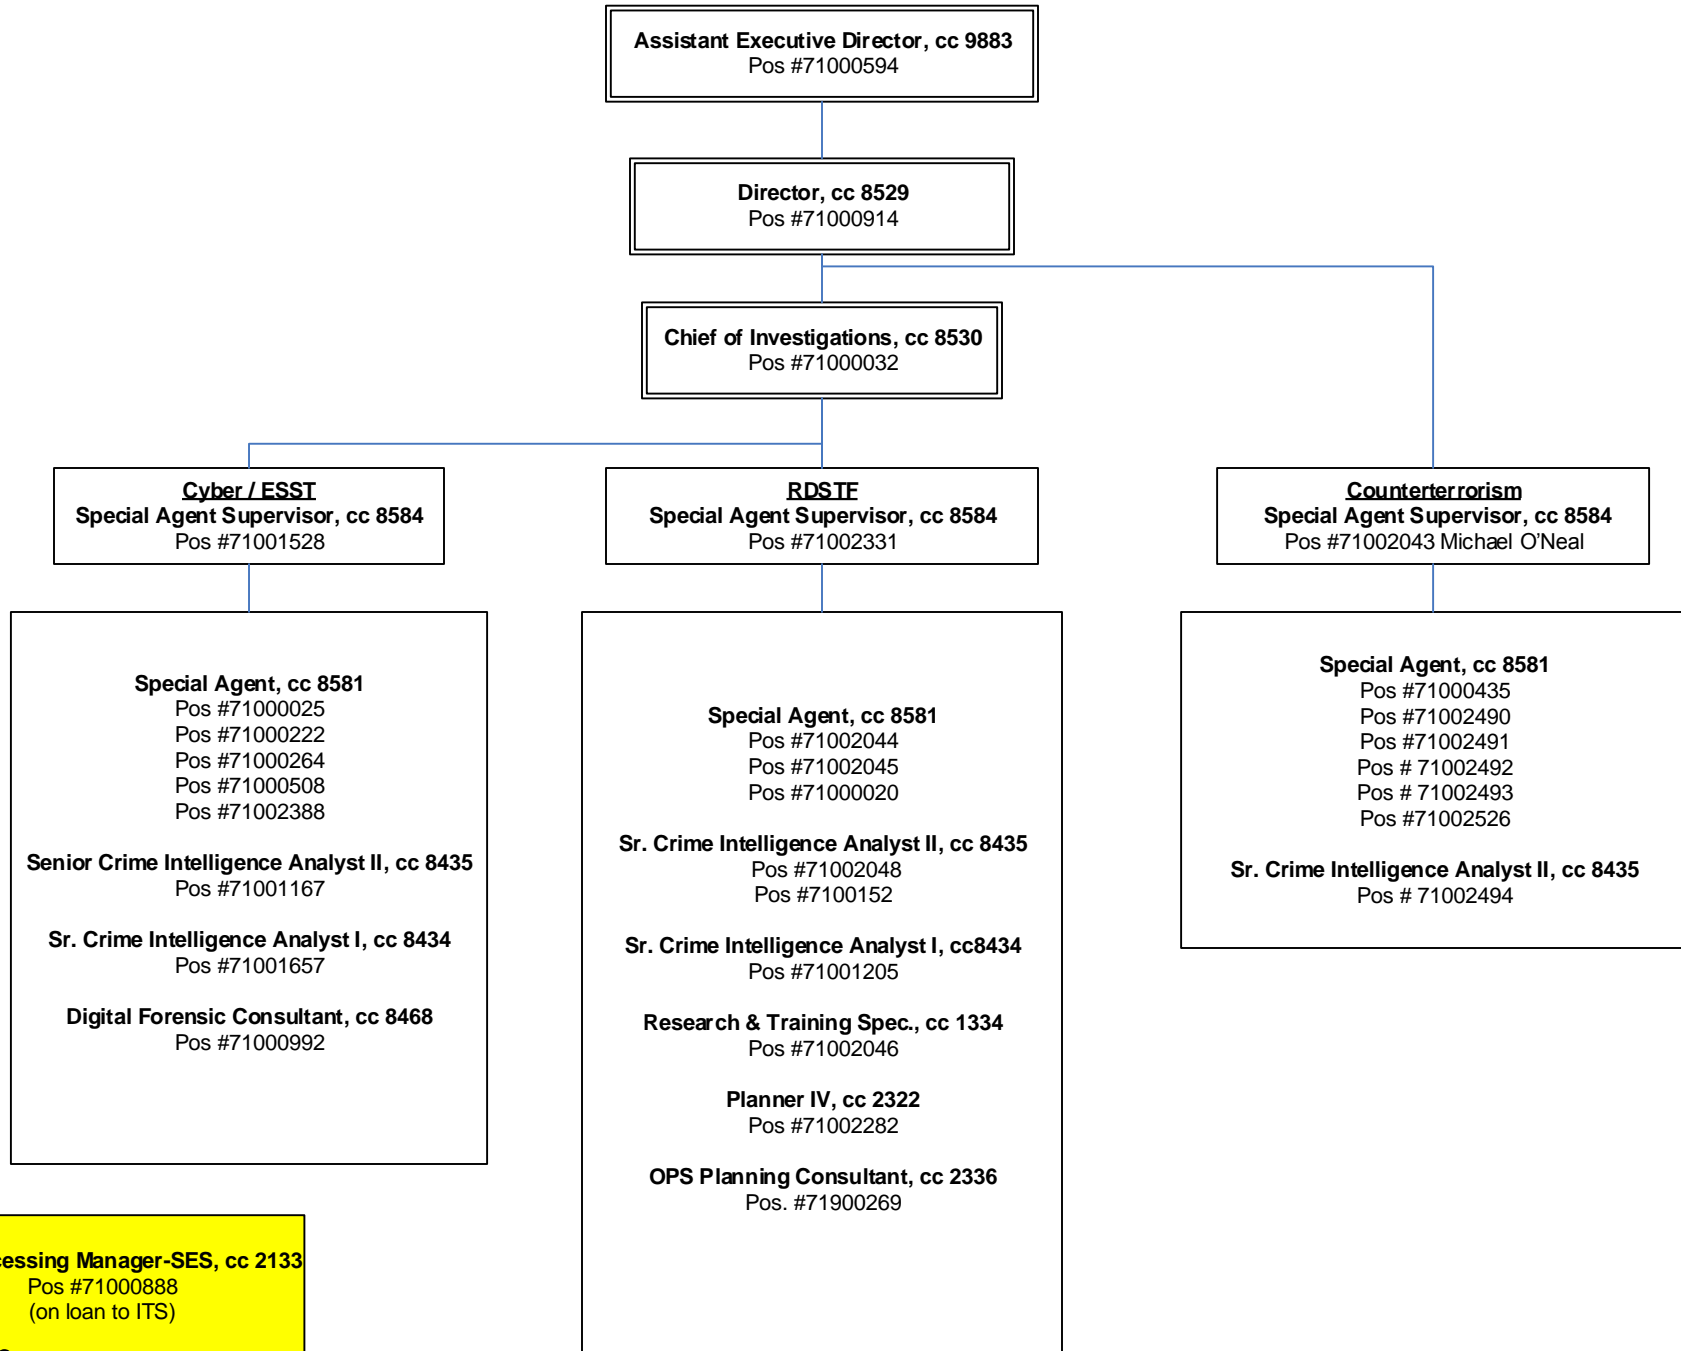 Assistant Executive Director, cc 9883
Pos #71000594
Director, cc 8529
Pos #71000914
Chief of Investigations, cc 8530
Pos #71000032
Cyber / ESST
Special Agent Supervisor, cc 8584
Pos #71001528
RDSTF
Special Agent Supervisor, cc 8584
Pos #71002331
Counterterrorism
Special Agent Supervisor, cc 8584
Pos #71002043 Michael O’Neal
Special Agent, cc 8581
Pos #71000025
Pos #71000222
Pos #71000264
Pos #71000508
Pos #71002388
Senior Crime Intelligence Analyst II, cc 8435
Pos #71001167
Sr. Crime Intelligence Analyst I, cc 8434
Pos #71001657
Digital Forensic Consultant, cc 8468
Pos #71000992
Special Agent, cc 8581
Pos #71002044
Pos #71002045
Pos #71000020
Sr. Crime Intelligence Analyst II, cc 8435
Pos #71002048
Pos #7100152
Sr. Crime Intelligence Analyst I, cc8434
Pos #71001205
Research & Training Spec., cc 1334
Pos #71002046
Planner IV, cc 2322
Pos #71002282
OPS Planning Consultant, cc 2336
Pos. #71900269
Special Agent, cc 8581
Pos #71000435
Pos #71002490
Pos #71002491
Pos # 71002492
Pos # 71002493
Pos #71002526
Sr. Crime Intelligence Analyst II, cc 8435
Pos # 71002494
Manager-SES, cc 2133
Pos #71000888
(on loan to ITS)